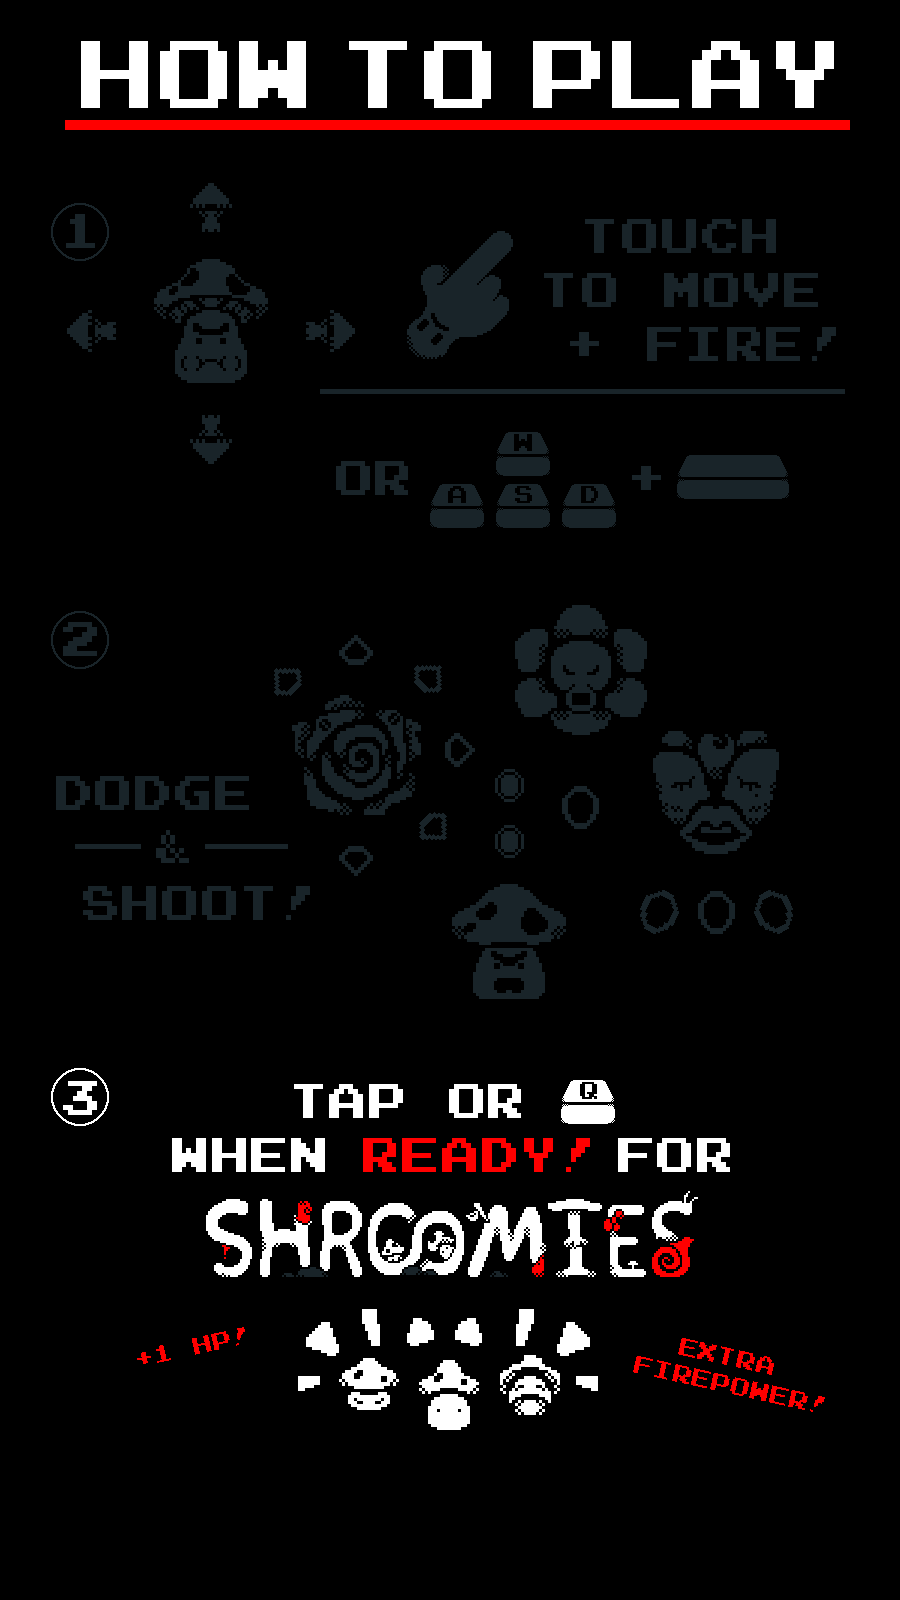 HOW TO PLAY
1
TOUCH
TO MOVE
+ FIRE!
OR W A S D +
2
DODGE
&
SHOOT!
3
TAP OR Q
WHEN READY! FOR
SHROOMIES
+1 HP!
EXTRA
FIREPOWER!